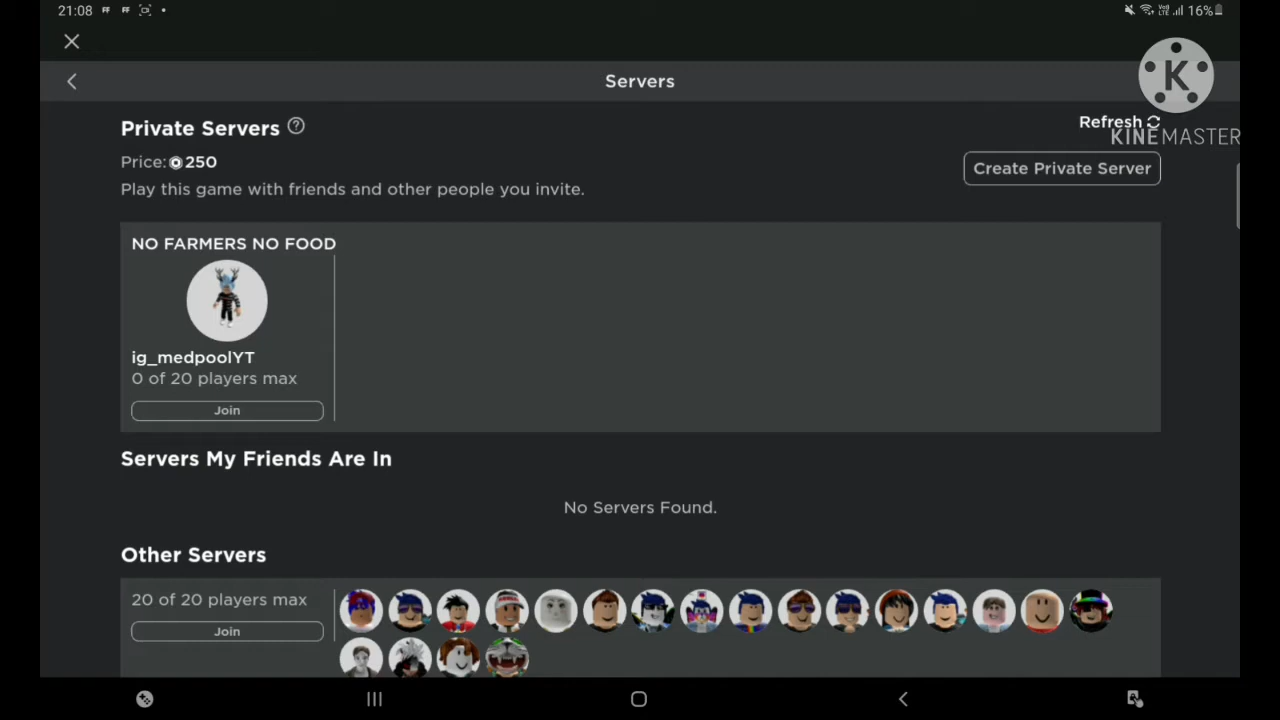 21:08
16%
Servers
K
KINEMASTER
Private Servers
Refresh
Price: 250
Create Private Server
Play this game with friends and other people you invite.
NO FARMERS NO FOOD
ig_medpoolYT
0 of 20 players max
Join
Servers My Friends Are In
No Servers Found.
Other Servers
20 of 20 players max
Join